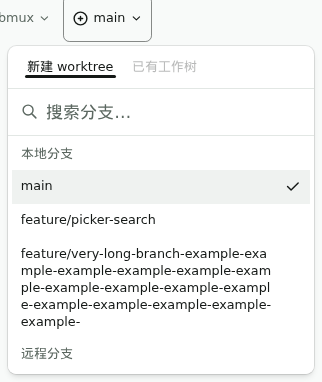 bmux
main
新建 worktree
已有工作树
搜索分支...
本地分支
main
feature/picker-search
feature/very-long-branch-example-exa
mple-example-example-example-exam
ple-example-example-example-exampl
e-example-example-example-example-
example-
远程分支